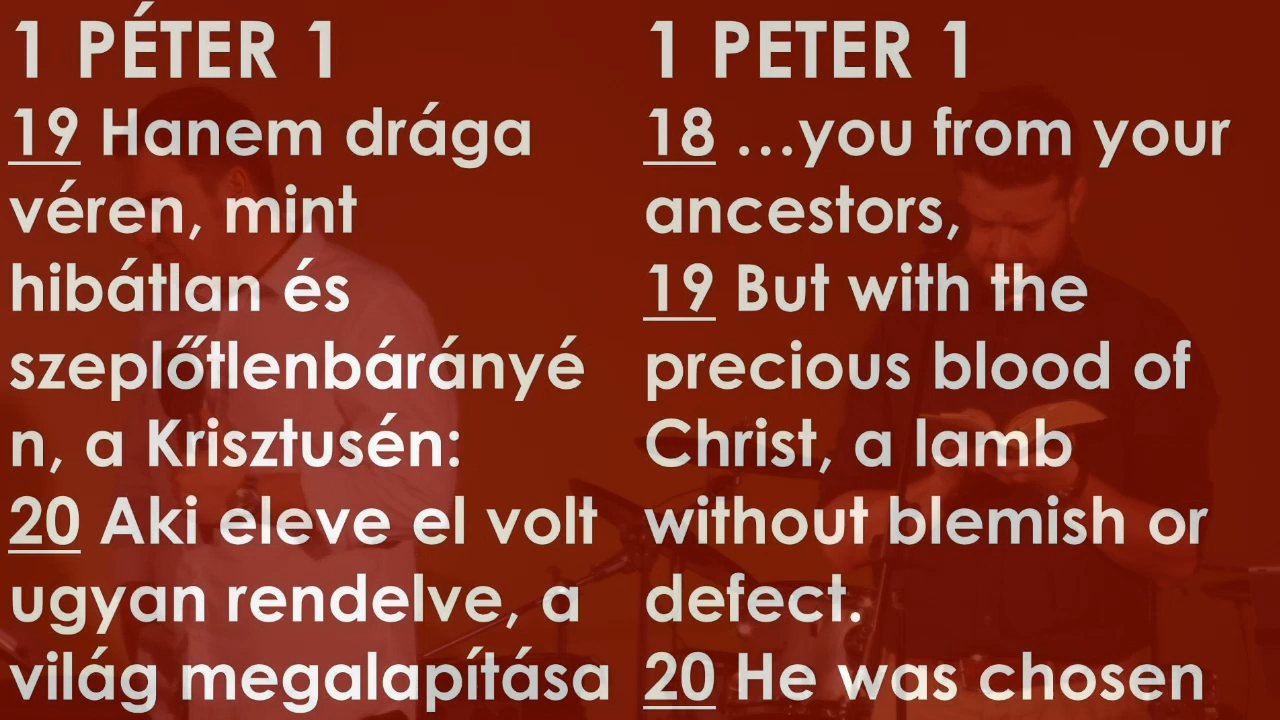 1 PÉTER 1
19 Hanem drága
véren, mint
hibátlan és
szeplőtlenbárányé
n, a Krisztusén:
20 Aki eleve el volt
ugyan rendelve, a
világ megalapítása
1 PETER 1
18 …you from your
ancestors,
19 But with the
precious blood of
Christ, a lamb
without blemish or
defect.
20 He was chosen